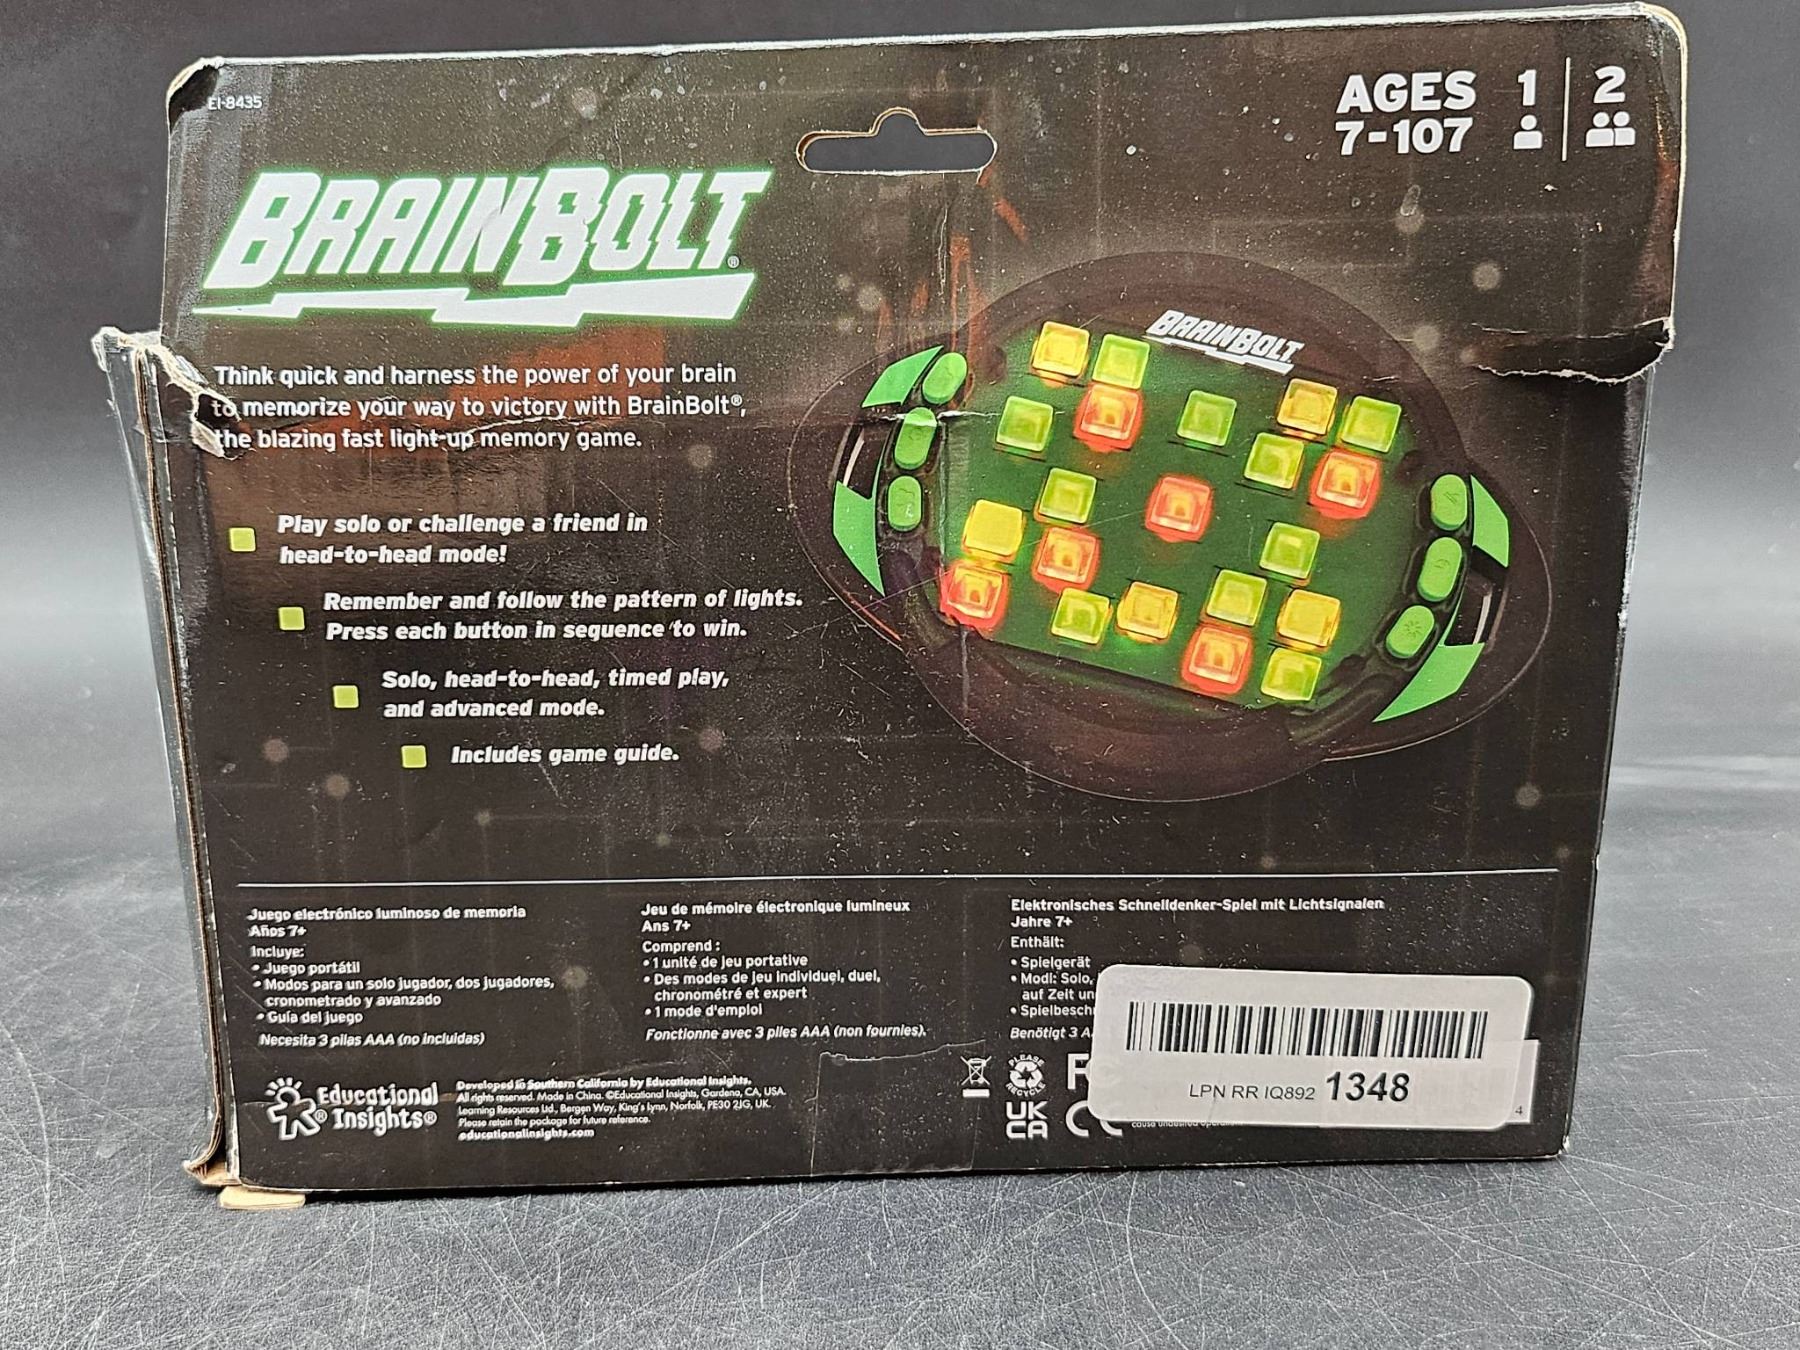 EI-8435
AGES
7-107
1
2
BRAINBOLT®
Think quick and harness the power of your brain
to memorize your way to victory with BrainBolt®,
the blazing fast light-up memory game.
Play solo or challenge a friend in
head-to-head mode!
Remember and follow the pattern of lights.
Press each button in sequence to win.
Solo, head-to-head, timed play,
and advanced mode.
Includes game guide.
BRAINBOLT
Juego electrónico luminoso de memoria
Años 7+
Incluye:
• Juego portátil
• Modos para un solo jugador, dos jugadores,
cronometrado y avanzado
• Guía del juego
Necesita 3 pilas AAA (no incluidas)
Jeu de mémoire électronique lumineux
Ans 7+
Comprend :
• 1 unité de jeu portative
• Des modes de jeu individuel, duel,
chronométré et expert
• 1 mode d'emploi
Fonctionne avec 3 piles AAA (non fournies).
Elektronisches Schnelldenker-Spiel mit Lichtsignalen
Jahre 7+
Enthält:
• Spielgerät
• Modi: Solo,
auf Zeit un
• Spielbesch
Benötigt 3 A
Educational
Insights®
Developed in Southern California by Educational Insights.
All rights reserved. Made in China. ©Educational Insights, Gardena, CA, USA.
Learning Resources Ltd., Bergen Way, King's Lynn, Norfolk, PE30 2JG, UK.
Please retain the package for future reference.
educationalinsights.com
PLEASE
RECYCLE
UK
CA
CE
LPN RR IQ892 1348
4